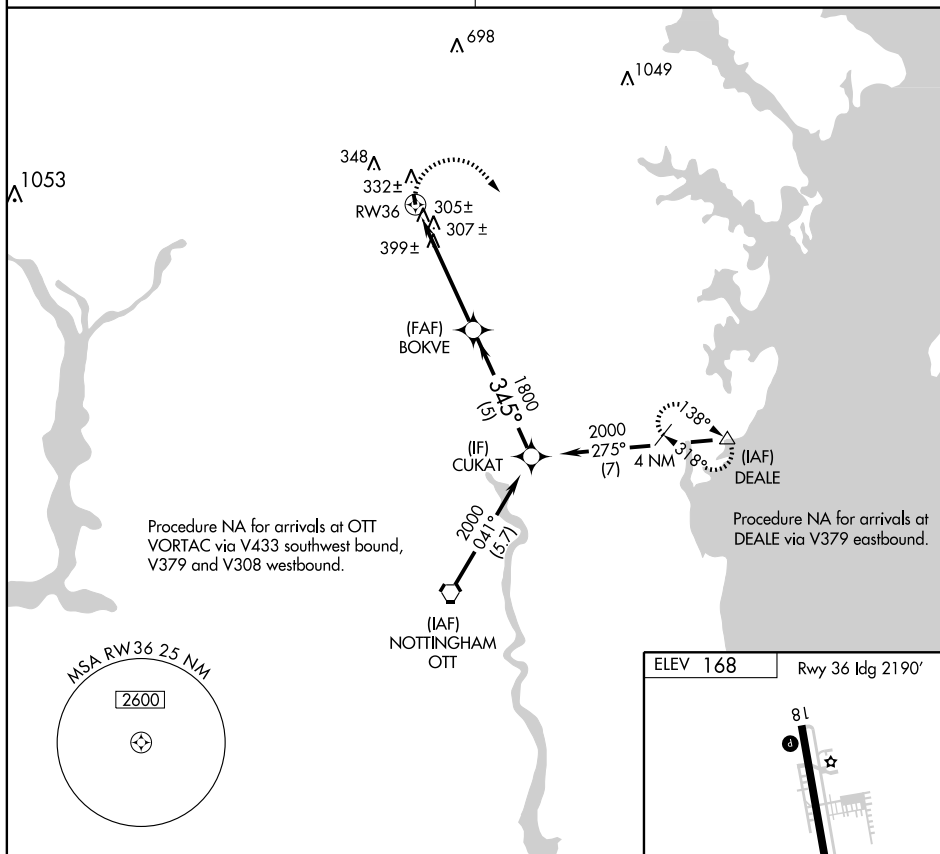 698
1049
1053
348
332±
RW36
305±
307 ±
399±
(FAF)
BOKVE
1800
345°
(5)
(IF)
CUKAT
2000
275°
(7)
4 NM
138°
318°
(IAF)
DEALE
2000
041°
(5.7)
Procedure NA for arrivals at OTT
VORTAC via V433 southwest bound,
V379 and V308 westbound.
Procedure NA for arrivals at
DEALE via V379 eastbound.
(IAF)
NOTTINGHAM
OTT
MSA RW36 25 NM
2600
ELEV 168
Rwy 36 ldg 2190'
18
P